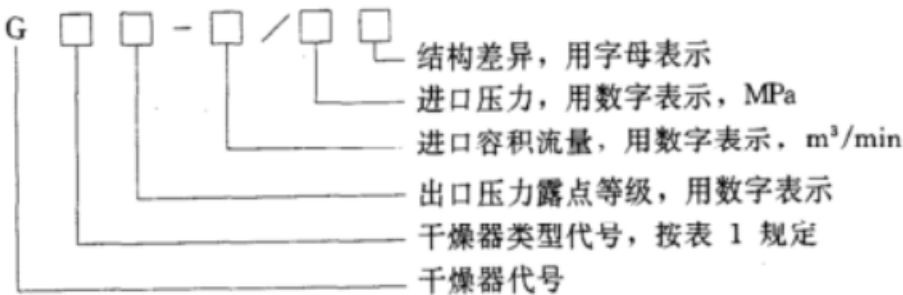 G □ □ - □ / □ □
结构差异，用字母表示
进口压力，用数字表示，MPa
进口容积流量，用数字表示，m³/min
出口压力露点等级，用数字表示
干燥器类型代号，按表 1 规定
干燥器代号